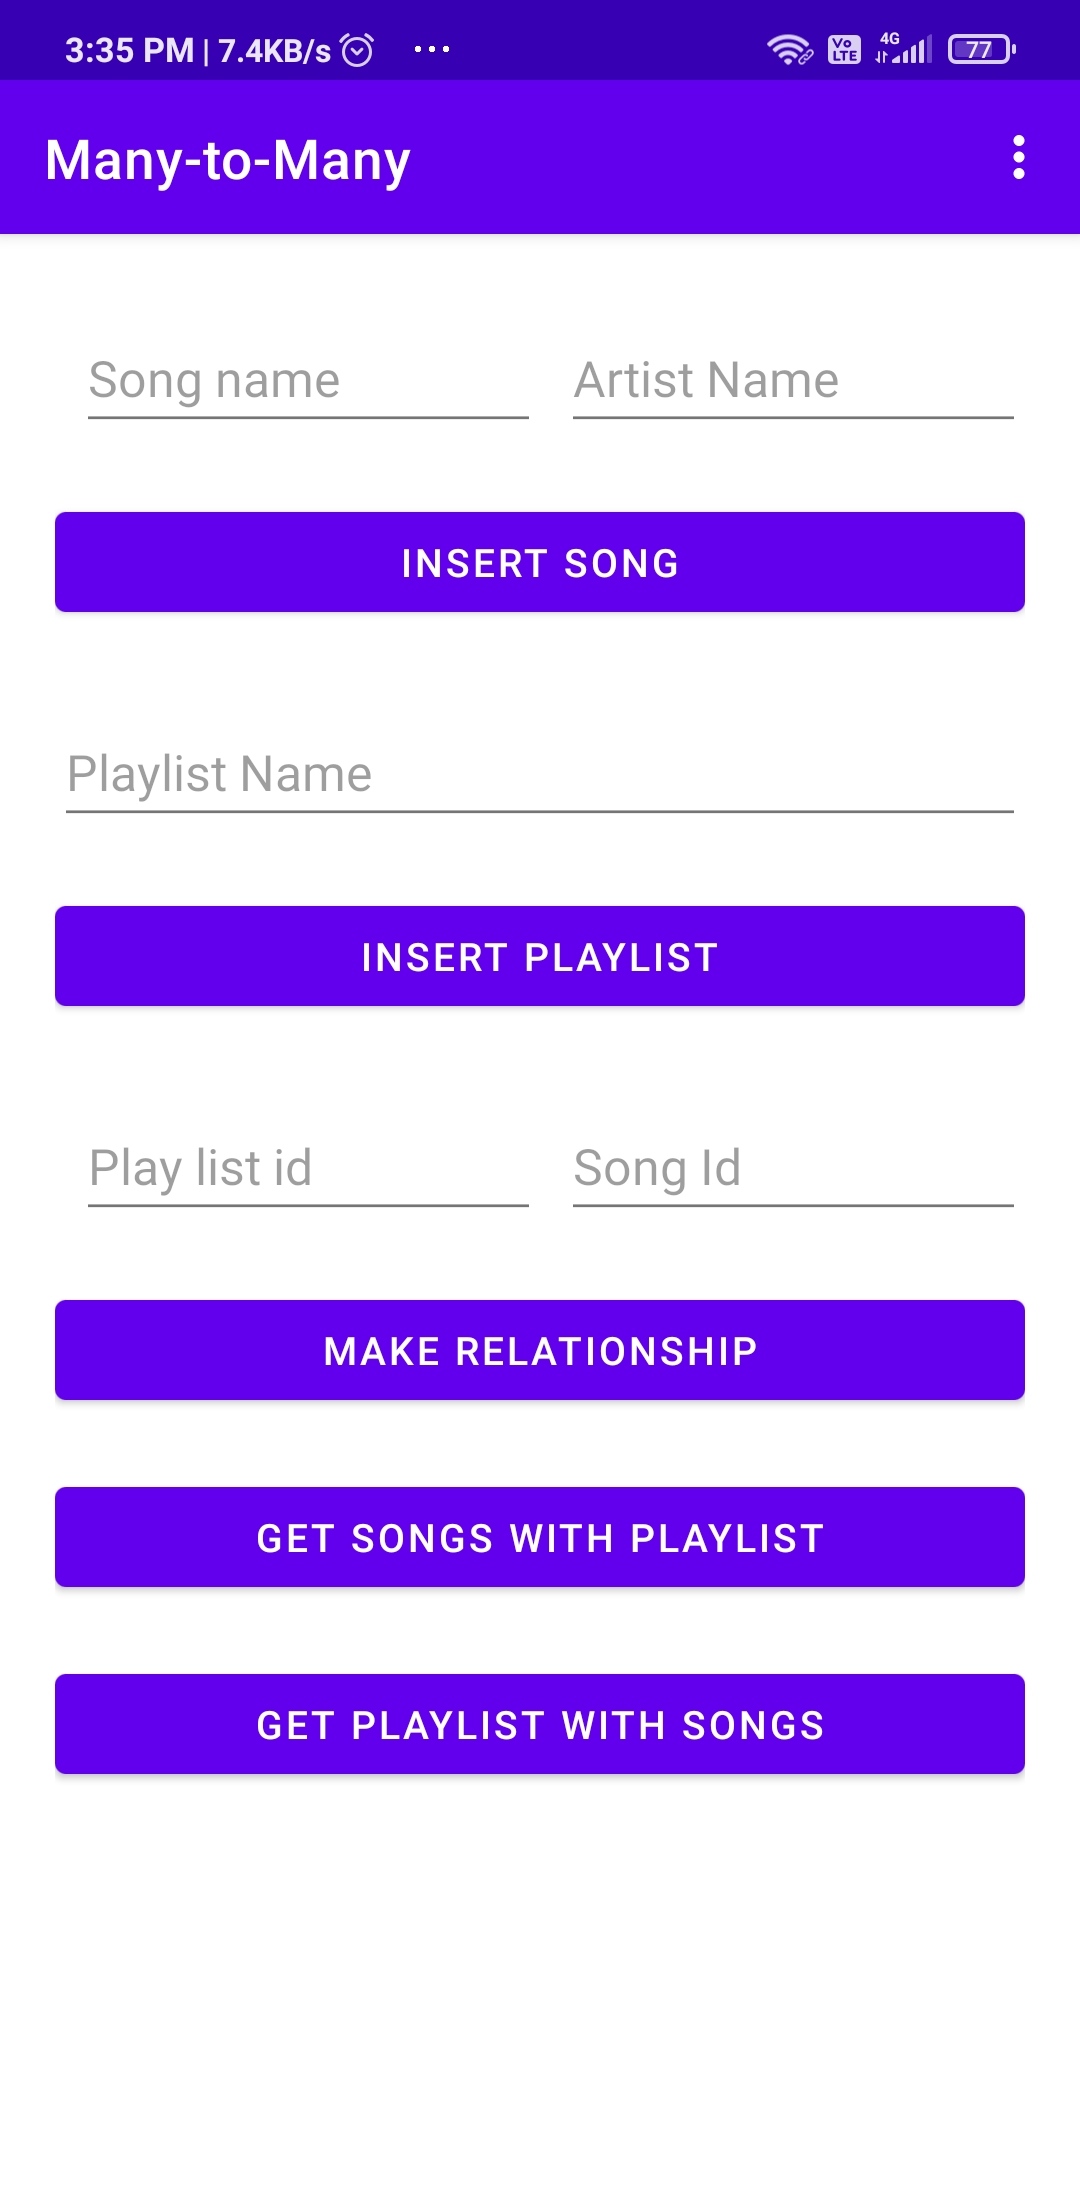 3:35 PM | 7.4KB/s ... Vo LTE 4G 77
Many-to-Many
Song name Artist Name
INSERT SONG
Playlist Name
INSERT PLAYLIST
Play list id Song Id
MAKE RELATIONSHIP
GET SONGS WITH PLAYLIST
GET PLAYLIST WITH SONGS